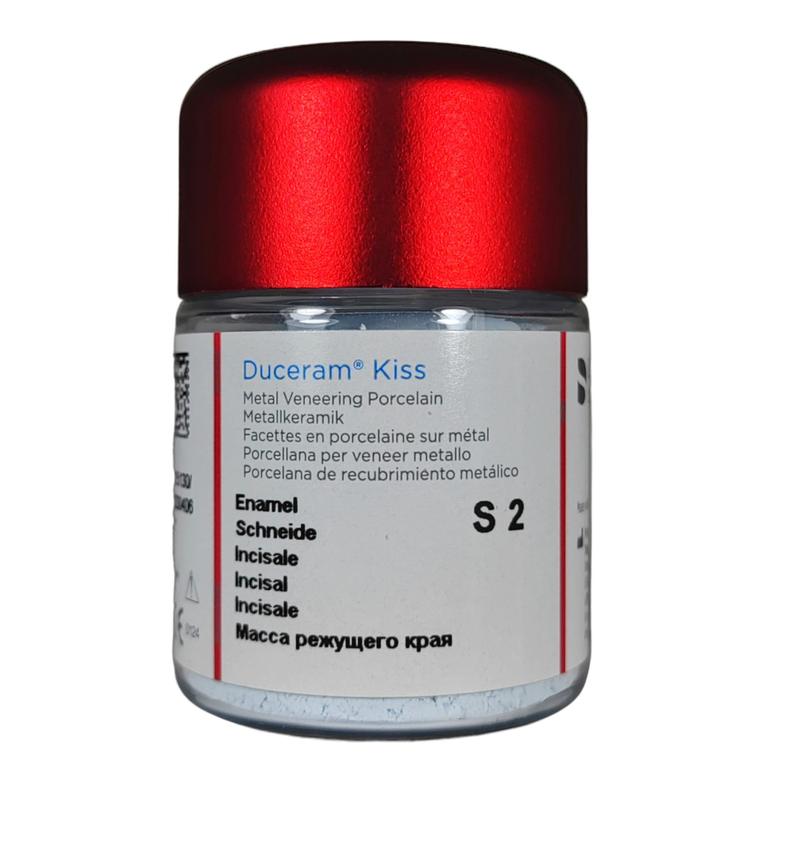 Duceram® Kiss
Metal Veneering Porcelain
Metallkeramik
Facettes en porcelaine sur métal
Porcellana per veneer metallo
Porcelana de recubrimiento metálico
Enamel
S 2
Schneide
Incisale
Incisal
Incisale
Масса режущего края
0124